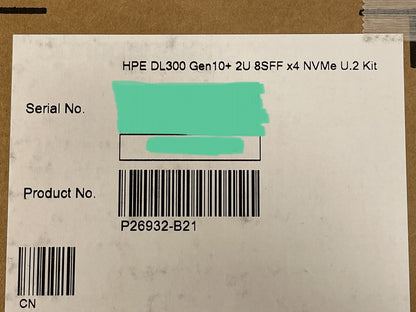 HPE DL300 Gen10+ 2U 8SFF x4 NVMe U.2 Kit
Serial No.
Product No.
P26932-B21
CN